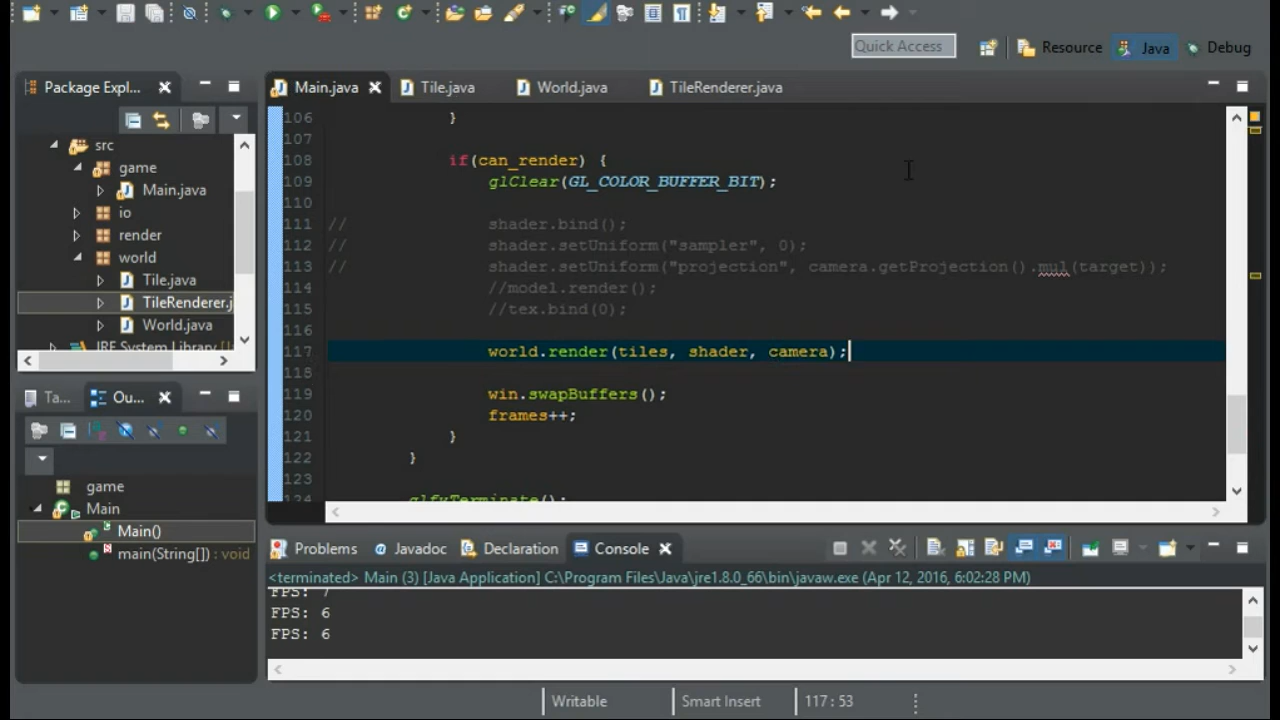 Quick Access
Resource
Java
Debug
Package Expl...
src
game
Main.java
io
render
world
Tile.java
TileRenderer.j
World.java
Ta...
Ou...
game
Main
Main()
main(String[]) : void
Main.java
Tile.java
World.java
TileRenderer.java
106 }
107
108 if(can_render) {
109 glClear(GL_COLOR_BUFFER_BIT);
110
111 // shader.bind();
112 // shader.setUniform("sampler", 0);
113 // shader.setUniform("projection", camera.getProjection().mul(target));
114 //model.render();
115 //tex.bind(0);
116
117 world.render(tiles, shader, camera);
118
119 win.swapBuffers();
120 frames++;
121 }
122 }
123
124 glfwTerminate();
Problems
Javadoc
Declaration
Console
<terminated> Main (3) [Java Application] C:\Program Files\Java\jre1.8.0_66\bin\javaw.exe (Apr 12, 2016, 6:02:28 PM)
FPS: 7
FPS: 6
FPS: 6
Writable
Smart Insert
117 : 53